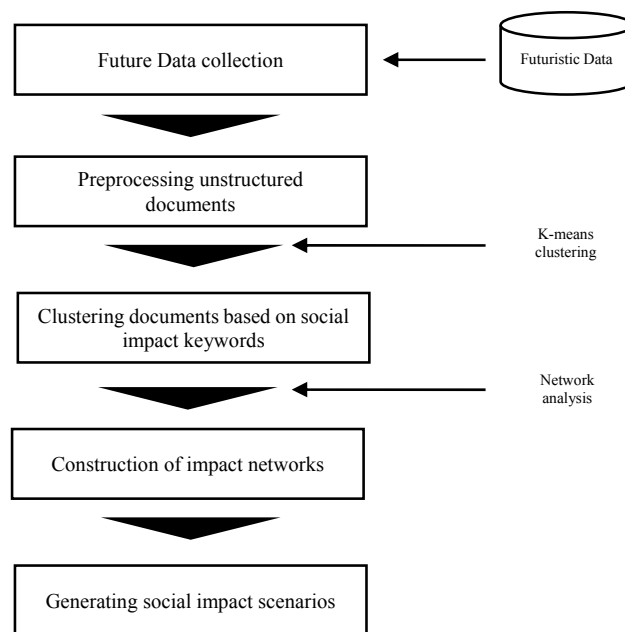 Future Data collection
Futuristic Data
Preprocessing unstructured
documents
K-means
clustering
Clustering documents based on social
impact keywords
Network
analysis
Construction of impact networks
Generating social impact scenarios